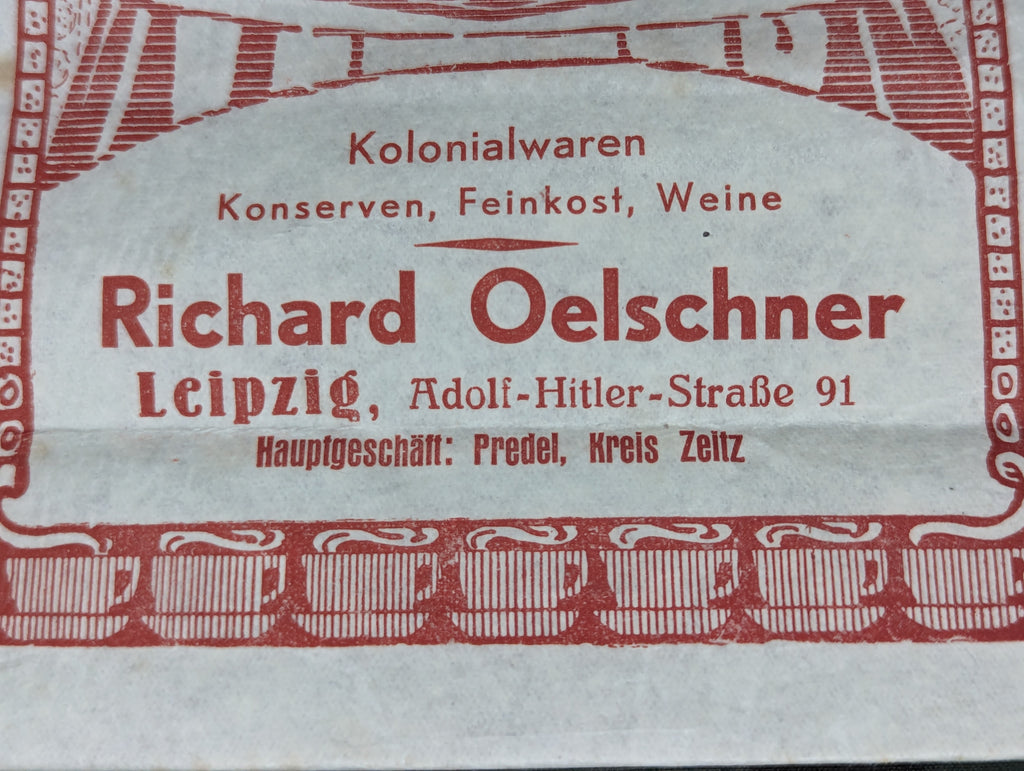 Kolonialwaren
Konserven, Feinkost, Weine
Richard Oelschner
Leipzig, Adolf-Hitler-Straße 91
Hauptgeschäft: Predel, Kreis Zeitz